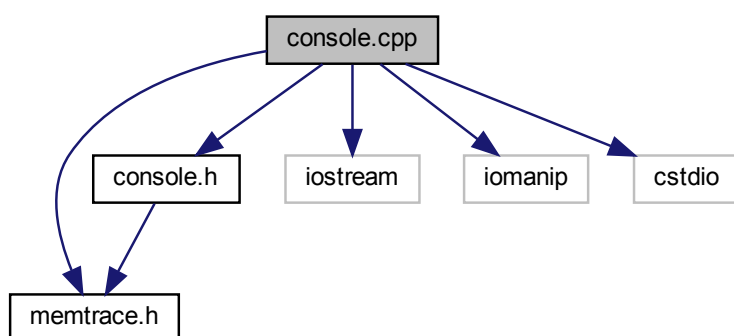 console.cpp
console.h
iostream
iomanip
cstdio
memtrace.h